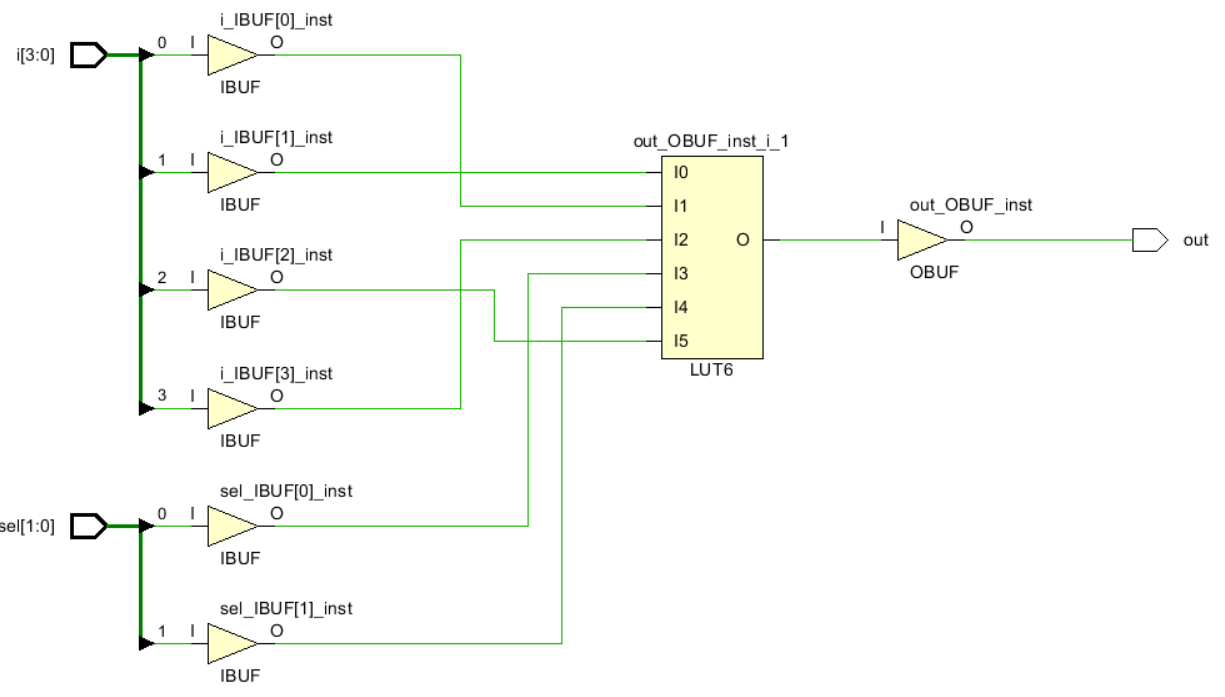 i_IBUF[0]_inst
i[3:0]
0 I O
IBUF
i_IBUF[1]_inst
1 I O
IBUF
i_IBUF[2]_inst
2 I O
IBUF
i_IBUF[3]_inst
3 I O
IBUF
sel_IBUF[0]_inst
sel[1:0]
0 I O
IBUF
sel_IBUF[1]_inst
1 I O
IBUF
out_OBUF_inst_i_1
I0
I1
I2
I3
I4
I5
O
LUT6
out_OBUF_inst
I O
OBUF
out